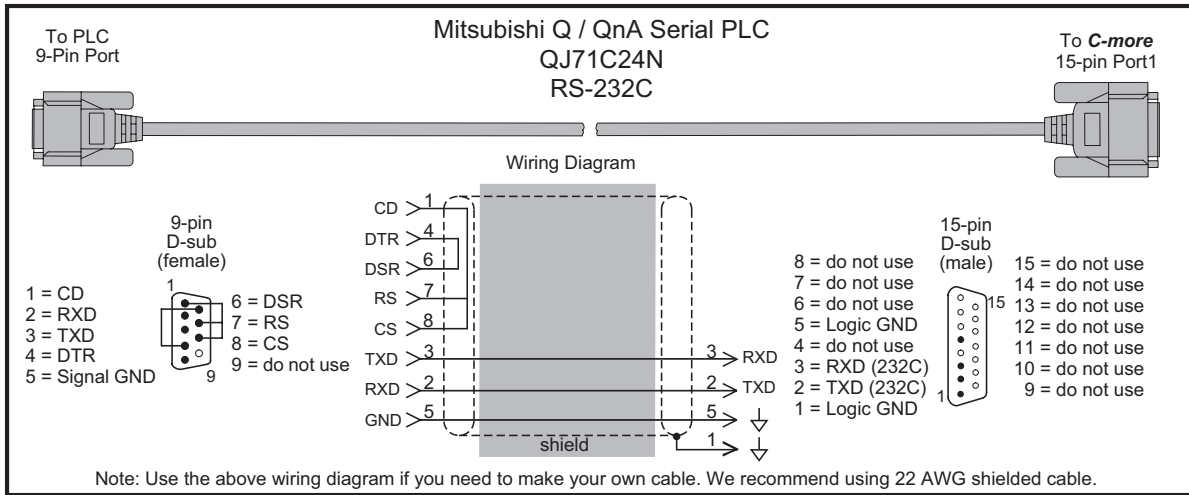 To PLC
9-Pin Port
Mitsubishi Q / QnA Serial PLC
QJ71C24N
RS-232C
To C-more
15-pin Port1
Wiring Diagram
9-pin
D-sub
(female)
1
9
1 = CD
2 = RXD
3 = TXD
4 = DTR
5 = Signal GND
6 = DSR
7 = RS
8 = CS
9 = do not use
CD 1
DTR 4
DSR 6
RS 7
CS 8
TXD 3
RXD 2
GND 5
shield
3 RXD
2 TXD
5
1
8 = do not use
7 = do not use
6 = do not use
5 = Logic GND
4 = do not use
3 = RXD (232C)
2 = TXD (232C)
1 = Logic GND
15-pin
D-sub
(male)
15
1
15 = do not use
14 = do not use
13 = do not use
12 = do not use
11 = do not use
10 = do not use
9 = do not use
Note: Use the above wiring diagram if you need to make your own cable. We recommend using 22 AWG shielded cable.